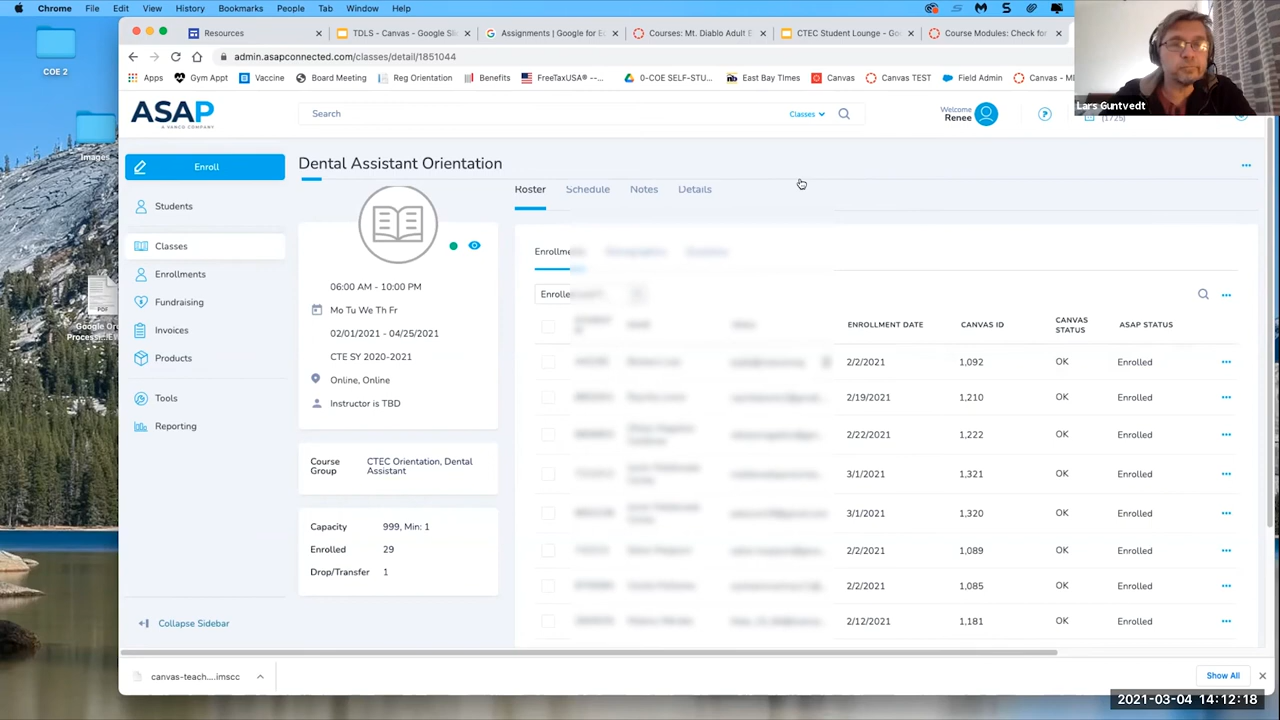 Chrome File Edit View History Bookmarks People Tab Window Help
COE 2
Images
PDF
Google Or
Resources
TDLS - Canvas - Google Sli
Assignments | Google for E
Courses: Mt. Diablo Adult E
CTEC Student Lounge - Go
Course Modules: Check for
admin.asapconnected.com/classes/detail/1851044
Apps
Gym Appt
Vaccine
Board Meeting
Reg Orientation
Benefits
FreeTaxUSA® --...
0-COE SELF-STU...
East Bay Times
Canvas
Canvas TEST
Field Admin
Lars Guntvedt
ASAP
A VANCO COMPANY
Search
Classes
Welcome
Renee
(1725)
Enroll
Students
Classes
Enrollments
Fundraising
Invoices
Products
Tools
Reporting
Collapse Sidebar
Dental Assistant Orientation
06:00 AM - 10:00 PM
Mo Tu We Th Fr
02/01/2021 - 04/25/2021
CTE SY 2020-2021
Online, Online
Instructor is TBD
Course Group
CTEC Orientation, Dental Assistant
Capacity 999, Min: 1
Enrolled 29
Drop/Transfer 1
Roster Schedule Notes Details
Enrollme
Enrolle
ENROLLMENT DATE CANVAS ID CANVAS STATUS ASAP STATUS
2/2/2021 1,092 OK Enrolled
2/19/2021 1,210 OK Enrolled
2/22/2021 1,222 OK Enrolled
3/1/2021 1,321 OK Enrolled
3/1/2021 1,320 OK Enrolled
2/2/2021 1,089 OK Enrolled
2/2/2021 1,085 OK Enrolled
2/12/2021 1,181 OK Enrolled
canvas-teach....imscc
Show All
2021-03-04 14:12:18